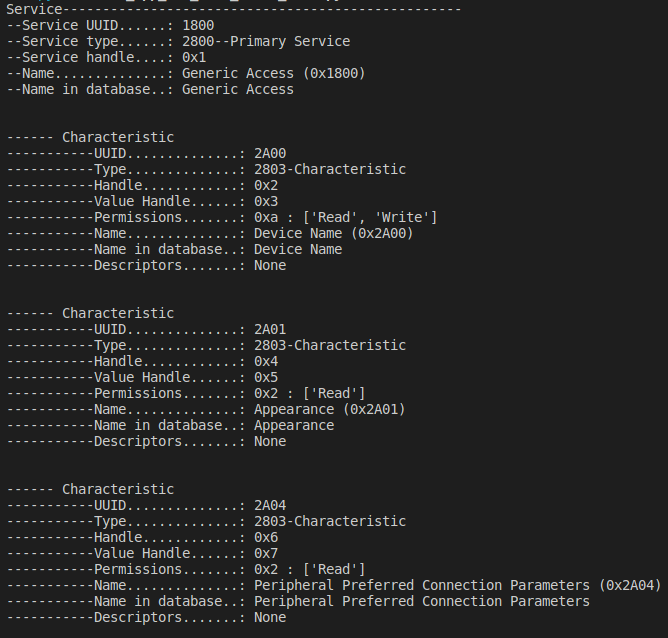 Service--------------------------------------------------
--Service UUID......: 1800
--Service type......: 2800--Primary Service
--Service handle....: 0x1
--Name..............: Generic Access (0x1800)
--Name in database..: Generic Access
------ Characteristic
-----------UUID..............: 2A00
-----------Type..............: 2803-Characteristic
-----------Handle............: 0x2
-----------Value Handle......: 0x3
-----------Permissions.......: 0xa : ['Read', 'Write']
-----------Name..............: Device Name (0x2A00)
-----------Name in database..: Device Name
-----------Descriptors.......: None
------ Characteristic
-----------UUID..............: 2A01
-----------Type..............: 2803-Characteristic
-----------Handle............: 0x4
-----------Value Handle......: 0x5
-----------Permissions.......: 0x2 : ['Read']
-----------Name..............: Appearance (0x2A01)
-----------Name in database..: Appearance
-----------Descriptors.......: None
------ Characteristic
-----------UUID..............: 2A04
-----------Type..............: 2803-Characteristic
-----------Handle............: 0x6
-----------Value Handle......: 0x7
-----------Permissions.......: 0x2 : ['Read']
-----------Name..............: Peripheral Preferred Connection Parameters (0x2A04)
-----------Name in database..: Peripheral Preferred Connection Parameters
-----------Descriptors.......: None